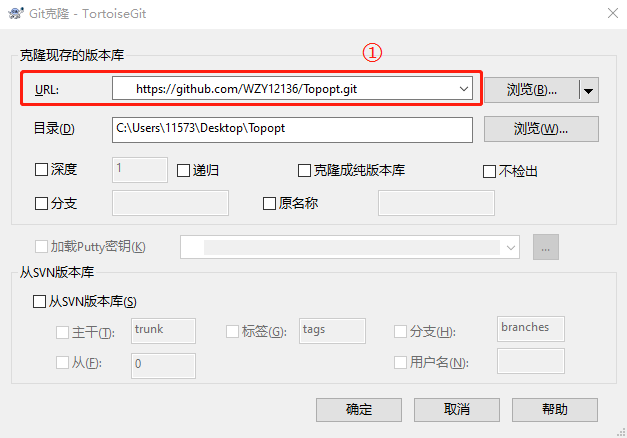 Git克隆 - TortoiseGit
①
克隆现存的版本库
URL: https://github.com/WZY12136/Topopt.git 浏览(B)...
目录(D) C:\Users\11573\Desktop\Topopt 浏览(W)...
深度 1 递归 克隆成纯版本库 不检出
分支 原名称
加载Putty密钥(K) ...
从SVN版本库
从SVN版本库(S)
主干(T): trunk 标签(G): tags 分支(H): branches
从(F): 0 用户名(N):
确定 取消 帮助